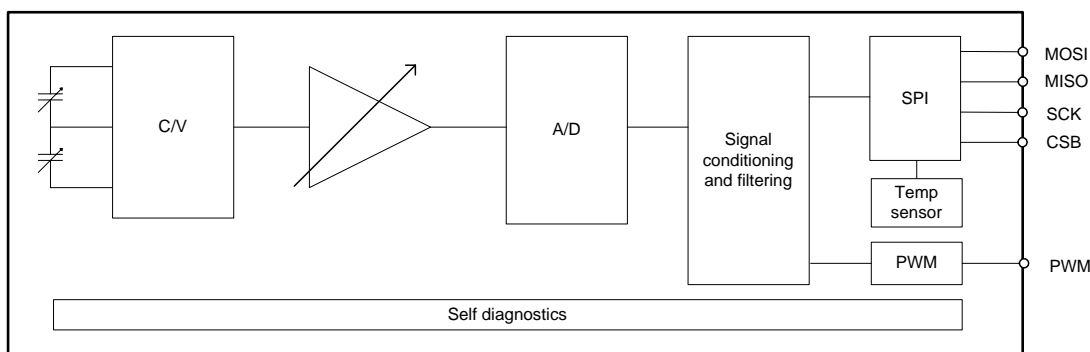 MOSI
MISO
SCK
CSB
SPI
C/V
A/D
Signal
conditioning
and filtering
Temp
sensor
PWM
PWM
Self diagnostics